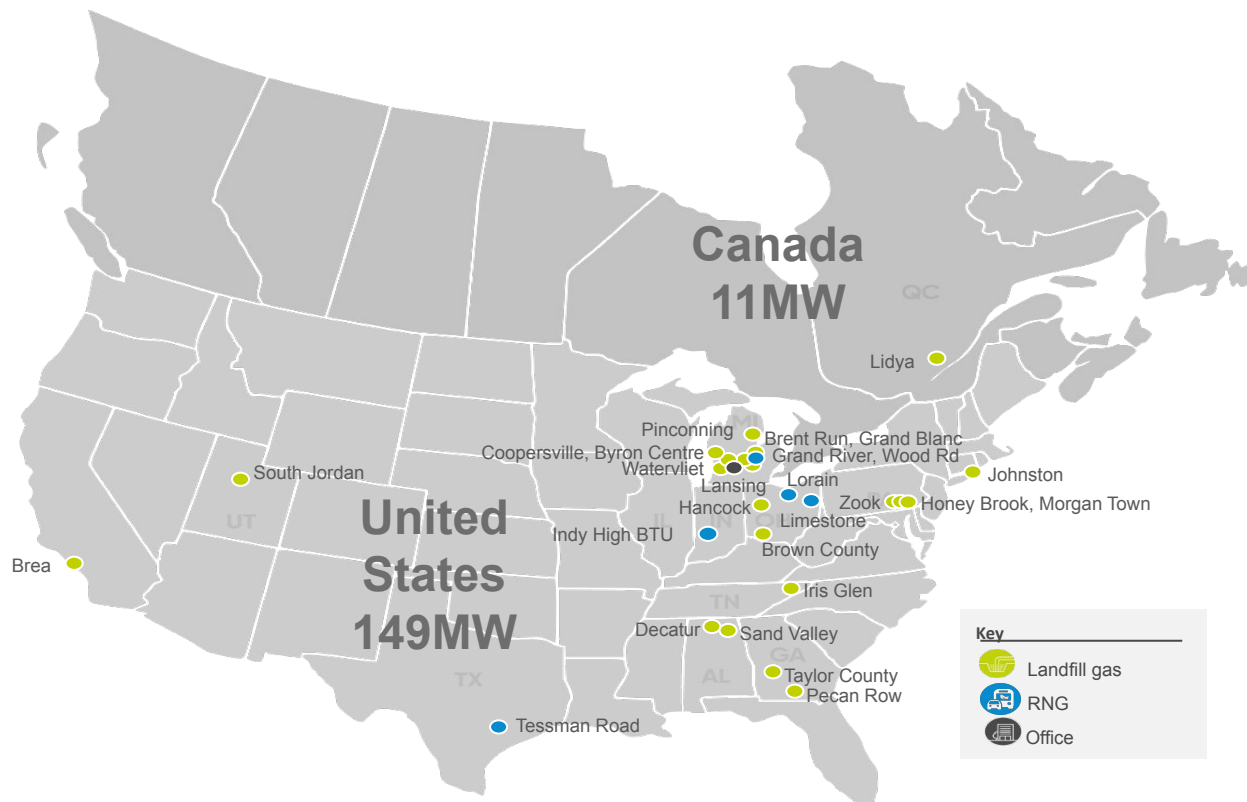 Canada
11MW
QC
Lidya
MI
Pinconning
Brent Run, Grand Blanc
Coopersville, Byron Centre
Grand River, Wood Rd
Watervliet
Lansing
Lorain
Johnston
South Jordan
Hancock
Zook
Honey Brook, Morgan Town
UT
United
States
149MW
IL
IN
OH
Limestone
Indy High BTU
Brown County
Brea
Iris Glen
TN
Decatur
Sand Valley
GA
AL
Taylor County
Pecan Row
TX
Tessman Road
Key
Landfill gas
RNG
Office